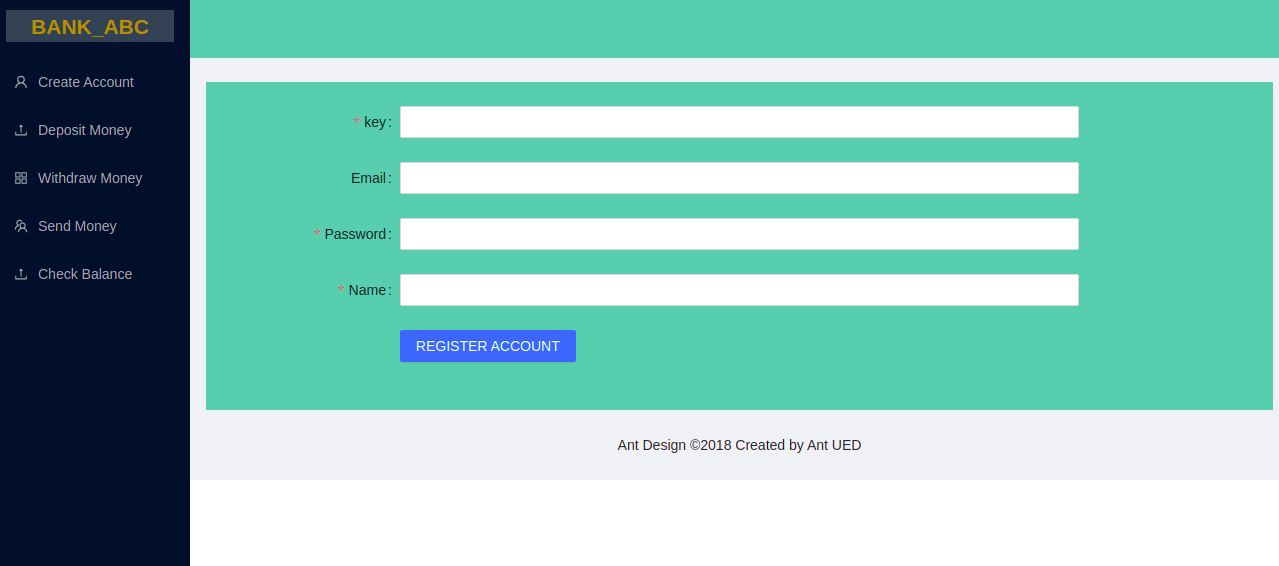 BANK_ABC
Create Account
Deposit Money
Withdraw Money
Send Money
Check Balance
* key :
Email :
* Password :
* Name :
REGISTER ACCOUNT
Ant Design ©2018 Created by Ant UED